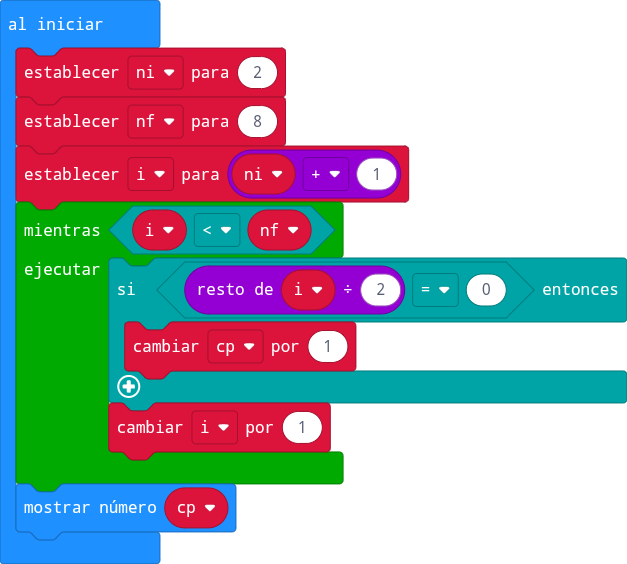 al iniciar
establecer ni para 2
establecer nf para 8
establecer i para ni + 1
mientras i < nf
ejecutar
si resto de i ÷ 2 = 0 entonces
cambiar cp por 1
cambiar i por 1
mostrar número cp